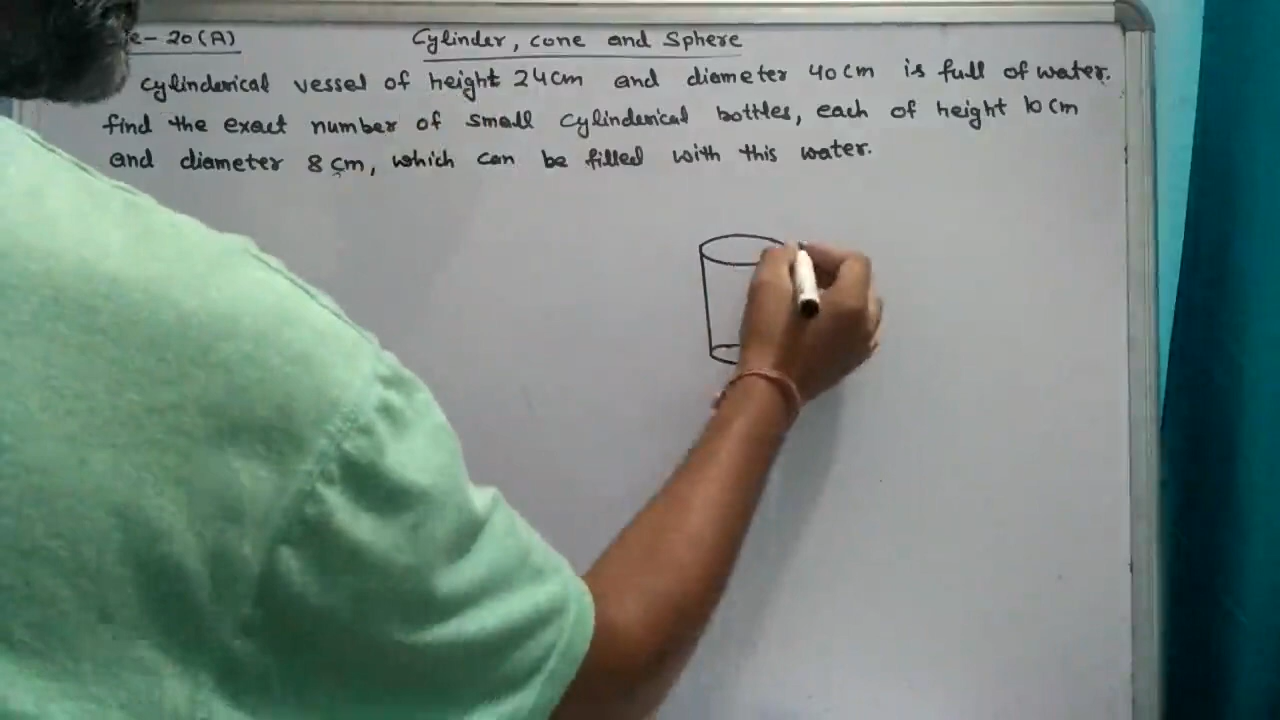 20(A)
Cylinder, cone and Sphere
Cylinderical vessel of height 24cm and diameter 40cm is full of water.
find the exact number of small cylinderical bottles, each of height 10cm
and diameter 8cm, which can be filled with this water.